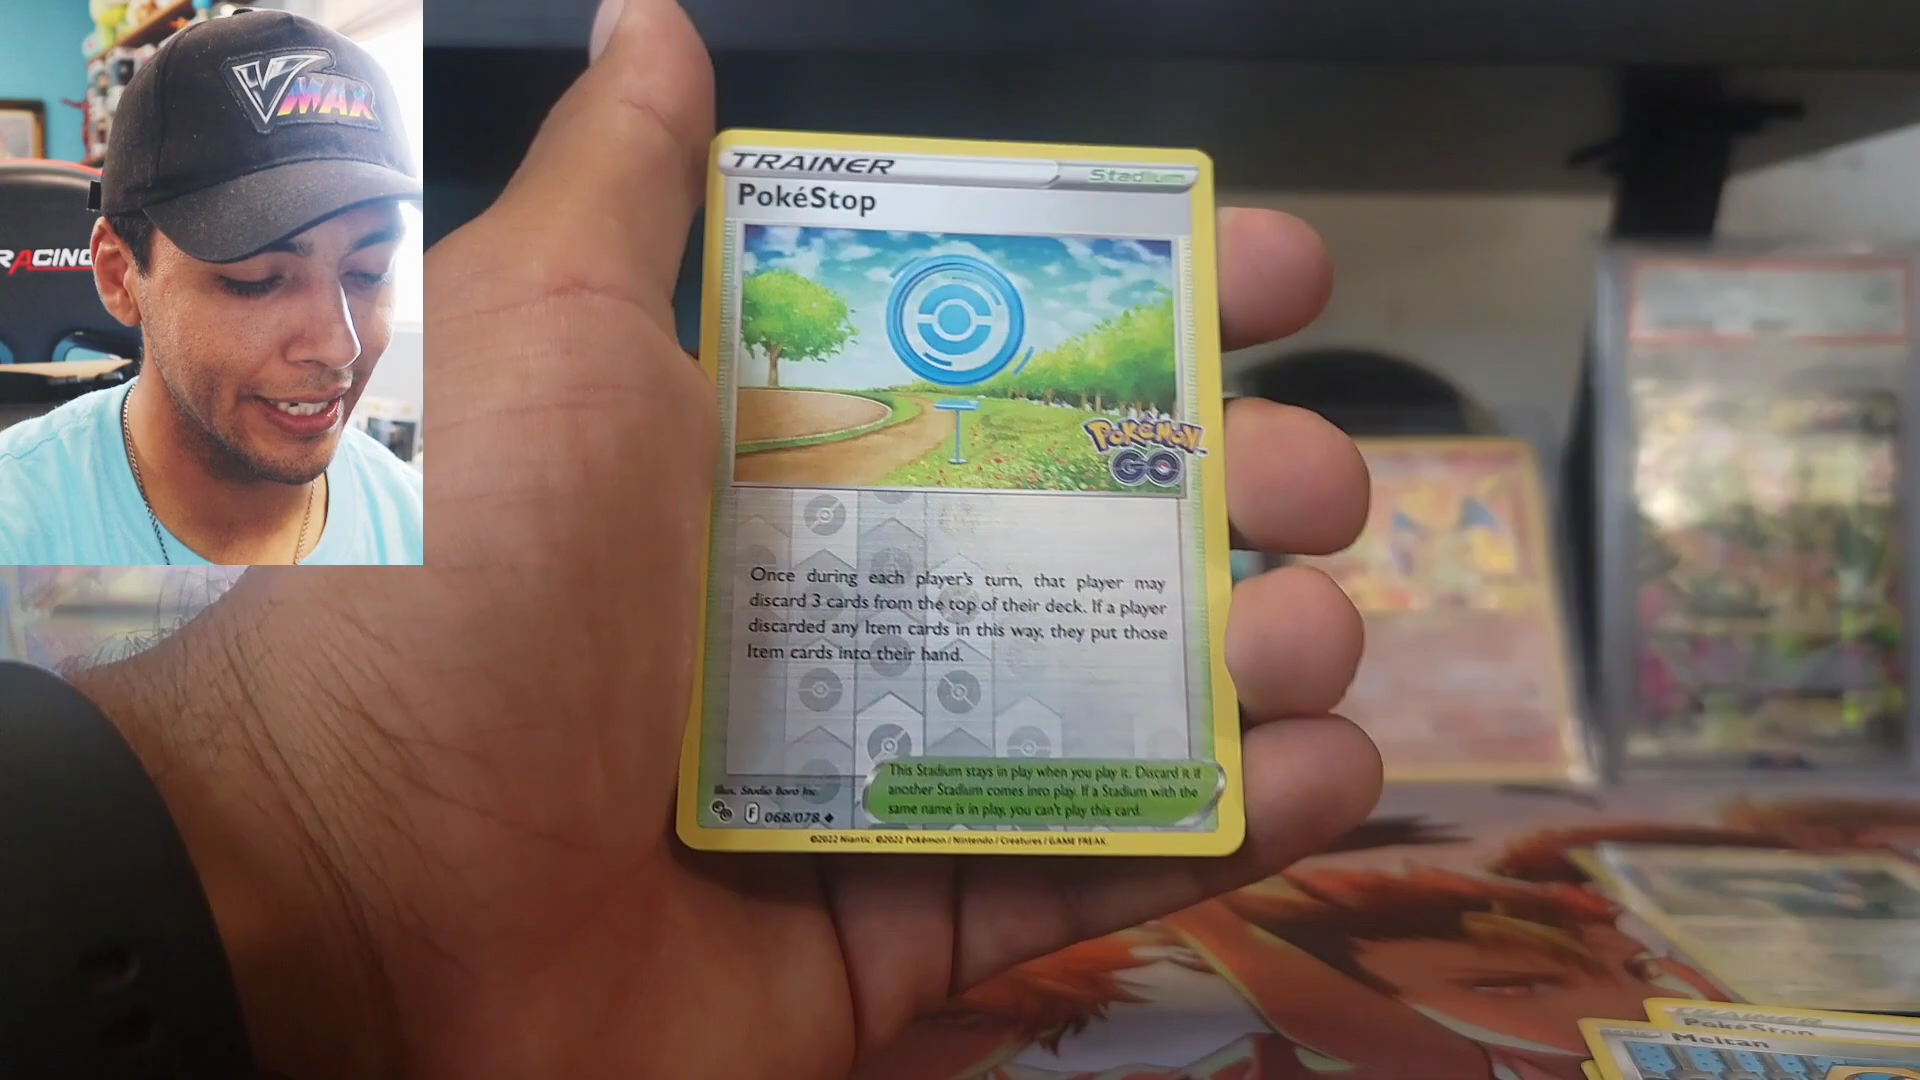 VMAX
RACING
TRAINER
Stadium
PokéStop
POKÉMON
GO
Once during each player's turn, that player may
discard 3 cards from the top of their deck. If a player
discarded any Item cards in this way, they put those
Item cards into their hand.
This Stadium stays in play when you play it. Discard it if
another Stadium comes into play. If a Stadium with the
same name is in play, you can't play this card.
Illus. Studio Bora Inc.
F 068/078
©2022 Niantic. ©2022 Pokémon / Nintendo / Creatures / GAME FREAK.
TRAINER
PokéStop
Meltan